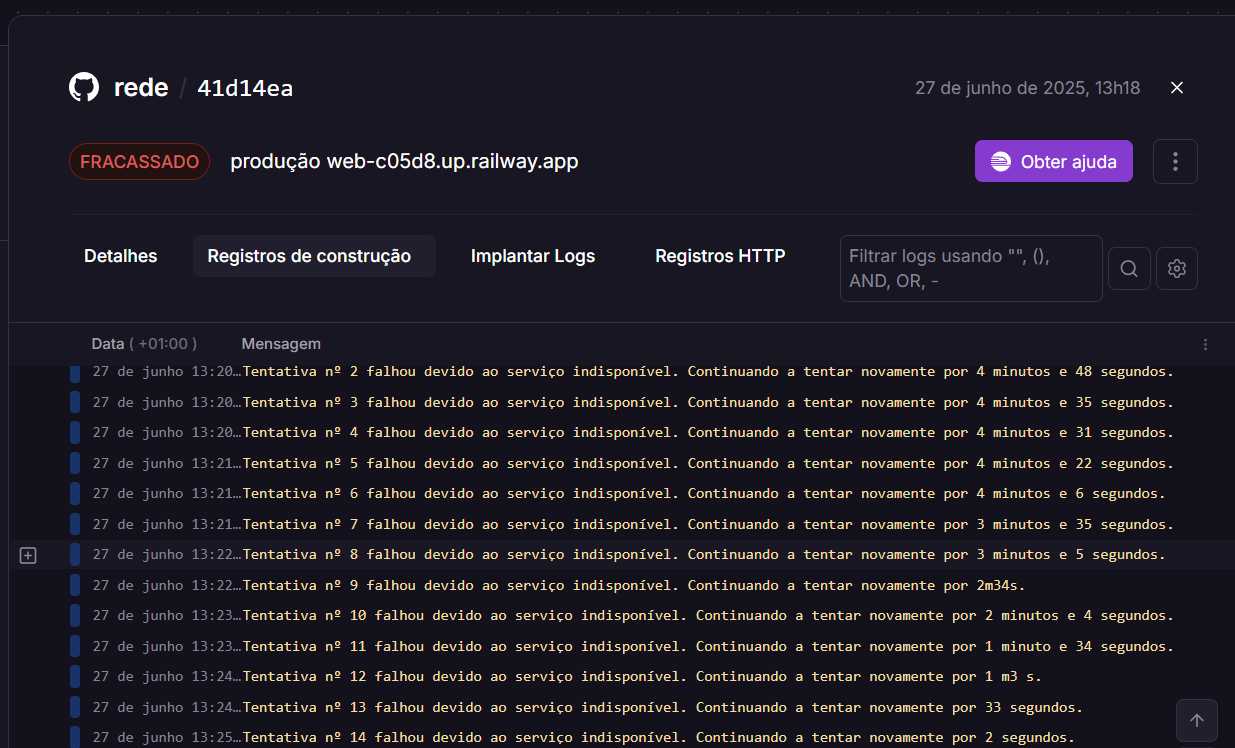 rede / 41d14ea
27 de junho de 2025, 13h18
FRACASSADO
produção web-c05d8.up.railway.app
Obter ajuda
Detalhes
Registros de construção
Implantar Logs
Registros HTTP
Filtrar logs usando "", (),
AND, OR, -
Data ( +01:00 )
Mensagem
27 de junho 13:20…Tentativa nº 2 falhou devido ao serviço indisponível. Continuando a tentar novamente por 4 minutos e 48 segundos.
27 de junho 13:20…Tentativa nº 3 falhou devido ao serviço indisponível. Continuando a tentar novamente por 4 minutos e 35 segundos.
27 de junho 13:20…Tentativa nº 4 falhou devido ao serviço indisponível. Continuando a tentar novamente por 4 minutos e 31 segundos.
27 de junho 13:21…Tentativa nº 5 falhou devido ao serviço indisponível. Continuando a tentar novamente por 4 minutos e 22 segundos.
27 de junho 13:21…Tentativa nº 6 falhou devido ao serviço indisponível. Continuando a tentar novamente por 4 minutos e 6 segundos.
27 de junho 13:21…Tentativa nº 7 falhou devido ao serviço indisponível. Continuando a tentar novamente por 3 minutos e 35 segundos.
27 de junho 13:22…Tentativa nº 8 falhou devido ao serviço indisponível. Continuando a tentar novamente por 3 minutos e 5 segundos.
27 de junho 13:22…Tentativa nº 9 falhou devido ao serviço indisponível. Continuando a tentar novamente por 2m34s.
27 de junho 13:23…Tentativa nº 10 falhou devido ao serviço indisponível. Continuando a tentar novamente por 2 minutos e 4 segundos.
27 de junho 13:23…Tentativa nº 11 falhou devido ao serviço indisponível. Continuando a tentar novamente por 1 minuto e 34 segundos.
27 de junho 13:24…Tentativa nº 12 falhou devido ao serviço indisponível. Continuando a tentar novamente por 1 m3 s.
27 de junho 13:24…Tentativa nº 13 falhou devido ao serviço indisponível. Continuando a tentar novamente por 33 segundos.
27 de junho 13:25…Tentativa nº 14 falhou devido ao serviço indisponível. Continuando a tentar novamente por 2 segundos.